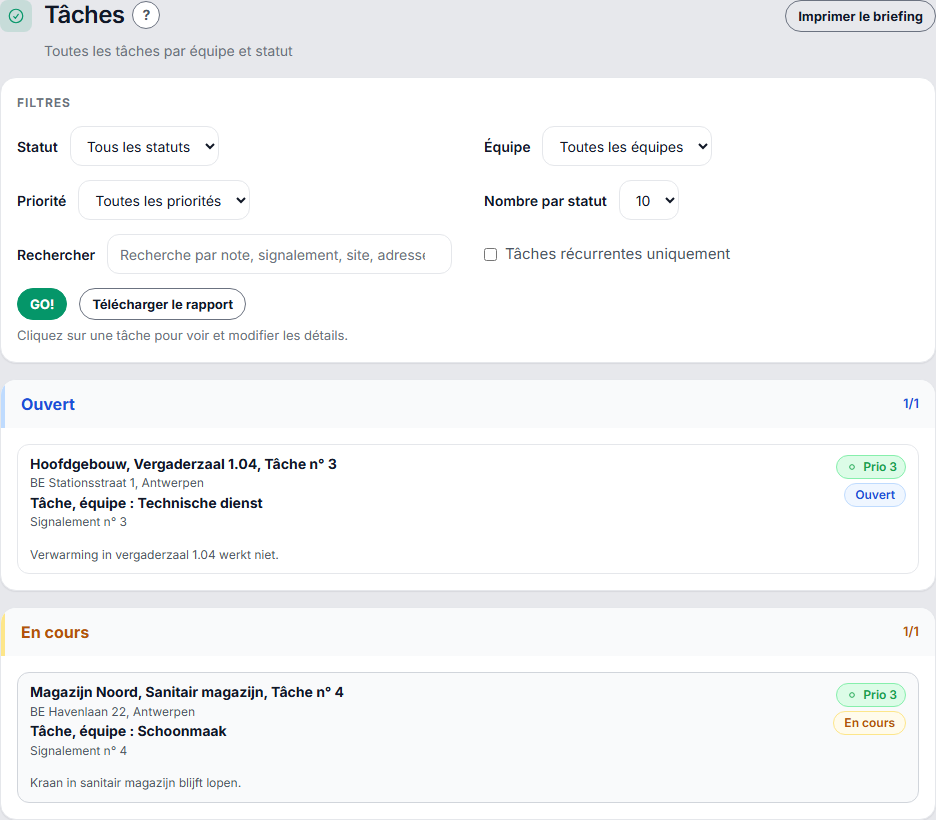 Tâches ?
Imprimer le briefing
Toutes les tâches par équipe et statut
FILTRES
Statut Tous les statuts
Équipe Toutes les équipes
Priorité Toutes les priorités
Nombre par statut 10
Rechercher Recherche par note, signalement, site, adresse
Tâches récurrentes uniquement
GO! Télécharger le rapport
Cliquez sur une tâche pour voir et modifier les détails.
Ouvert 1/1
Hoofdgebouw, Vergaderzaal 1.04, Tâche n° 3
Prio 3
BE Stationsstraat 1, Antwerpen
Ouvert
Tâche, équipe : Technische dienst
Signalement n° 3
Verwarming in vergaderzaal 1.04 werkt niet.
En cours 1/1
Magazijn Noord, Sanitair magazijn, Tâche n° 4
Prio 3
BE Havenlaan 22, Antwerpen
En cours
Tâche, équipe : Schoonmaak
Signalement n° 4
Kraan in sanitair magazijn blijft lopen.